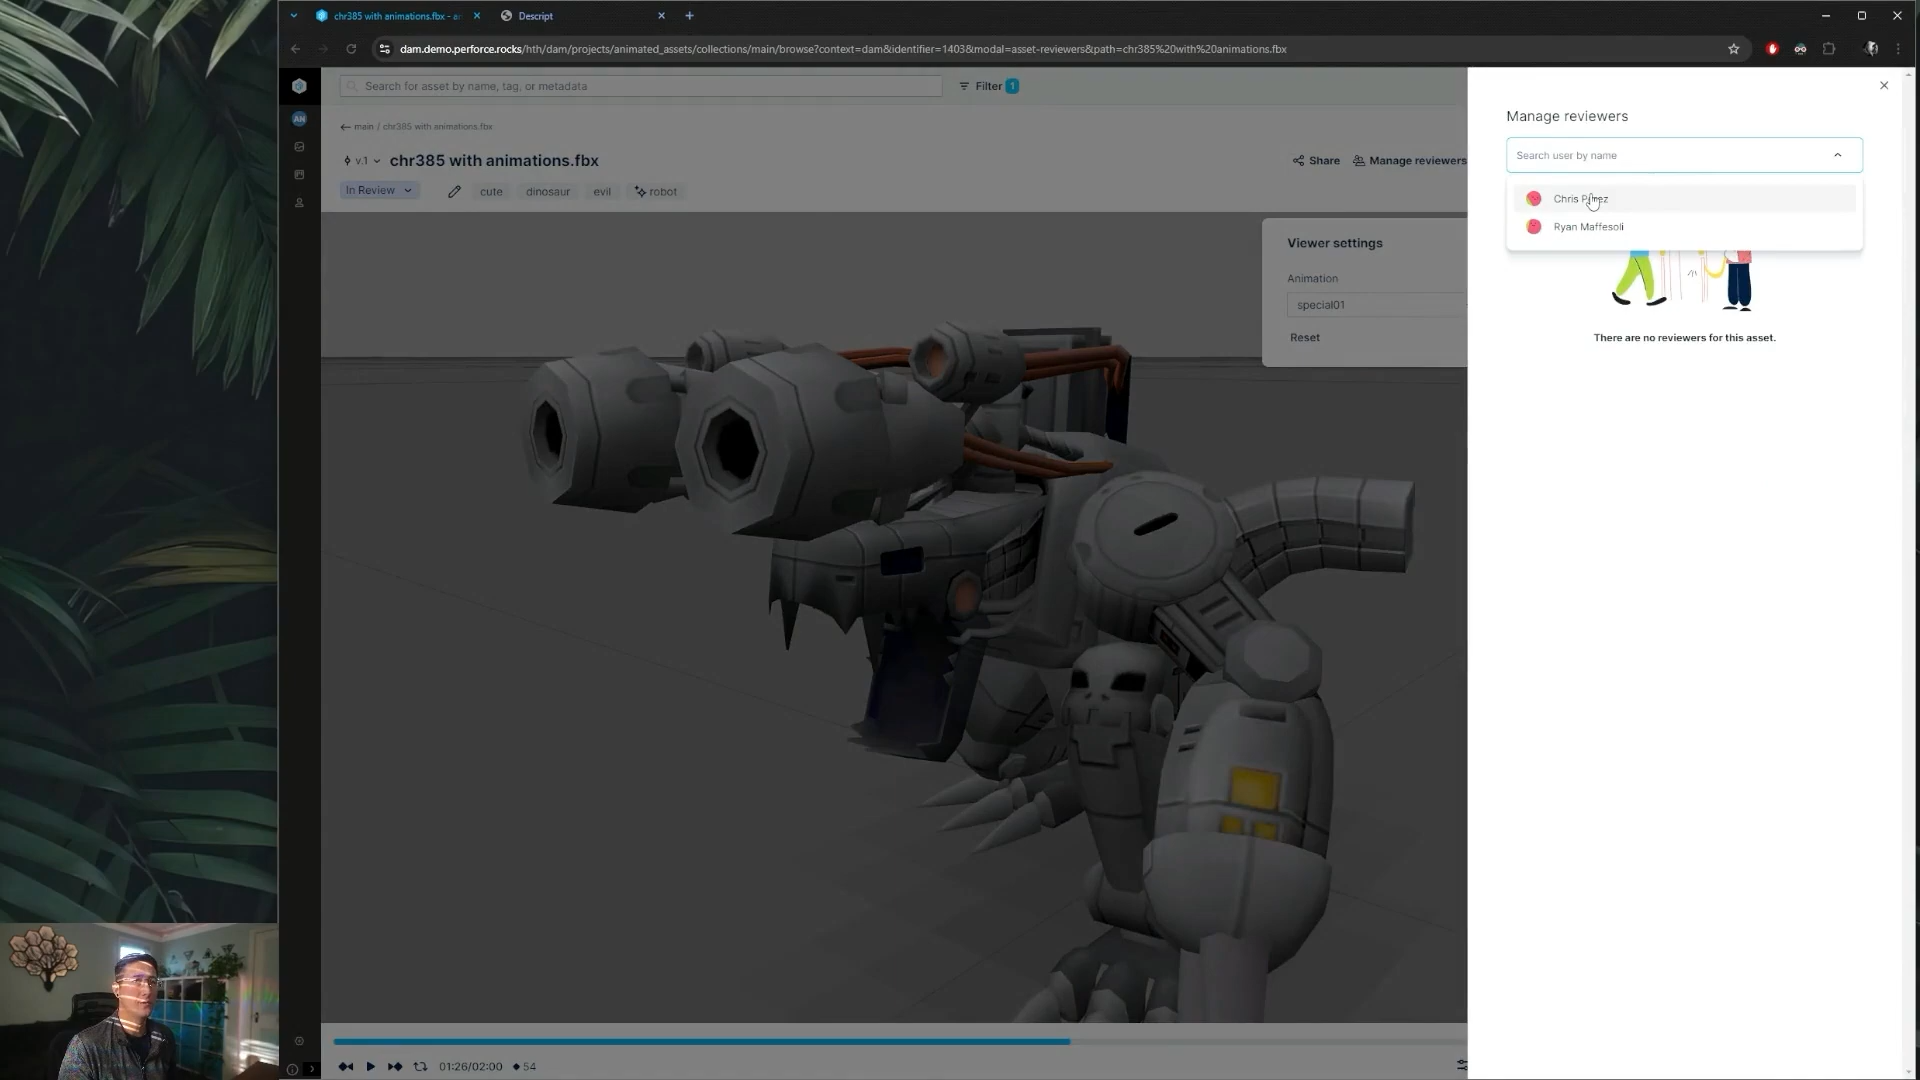 chr385 with animations.fbx - ar
Descript
dam.demo.perforce.rocks/hth/dam/projects/animated_assets/collections/main/browse?context=dam&identifier=1403&modal=asset-reviewers&path=chr385%20with%20animations.fbx
AN
Search for asset by name, tag, or metadata
Filter 1
main / chr385 with animations.fbx
v.1
chr385 with animations.fbx
Share
Manage reviewers
In Review
cute
dinosaur
evil
robot
Viewer settings
Animation
special01
Reset
Manage reviewers
Search user by name
Chris Perez
Ryan Maffesoli
There are no reviewers for this asset.
01:26/02:00
54